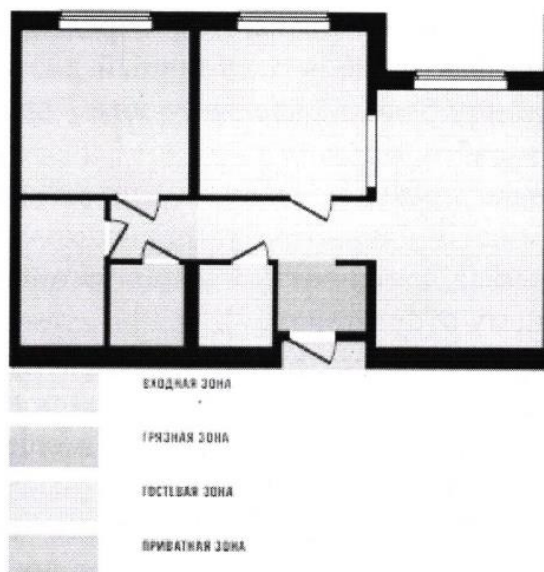 ВХОДНАЯ ЗОНА
ГРЯЗНАЯ ЗОНА
ГОСТЕВАЯ ЗОНА
ПРИВАТНАЯ ЗОНА